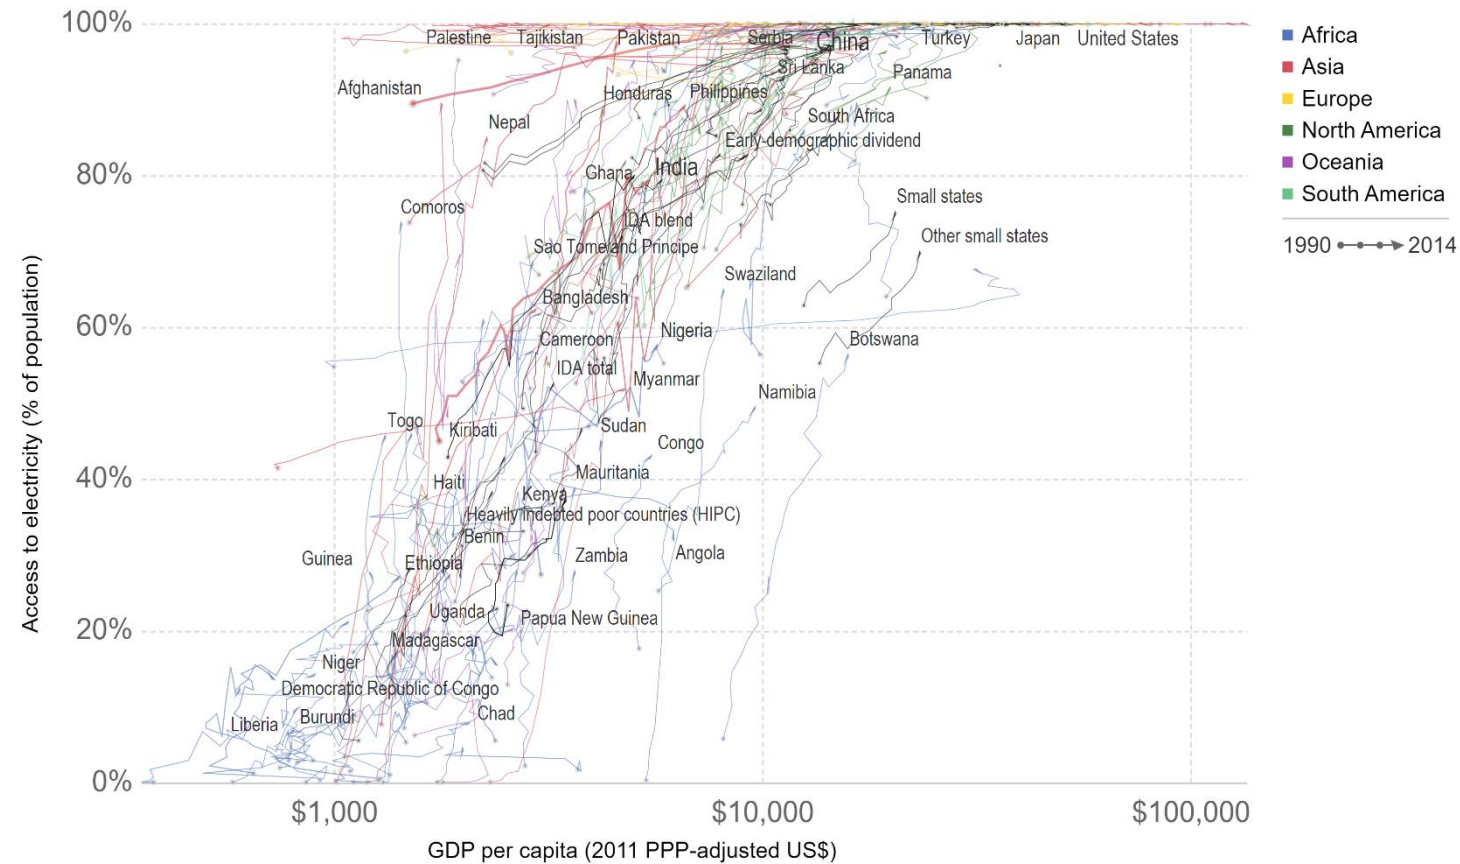 100%
Palestine
Tajikistan
Pakistan
Serbia
China
Turkey
Japan
United States
Sri Lanka
Panama
Afghanistan
Honduras
Philippines
South Africa
Nepal
Early-demographic dividend
80%
Ghana
India
Small states
Comoros
IDA blend
Other small states
Sao Tome and Principe
Swaziland
Bangladesh
60%
Cameroon
Nigeria
Botswana
IDA total
Myanmar
Namibia
Togo
Kiribati
Sudan
Congo
40%
Haiti
Mauritania
Kenya
Heavily indebted poor countries (HIPC)
Benin
Guinea
Ethiopia
Zambia
Angola
Uganda
Papua New Guinea
20%
Madagascar
Niger
Democratic Republic of Congo
Liberia
Burundi
Chad
0%
$1,000
$10,000
$100,000
GDP per capita (2011 PPP-adjusted US$)
Access to electricity (% of population)
Africa
Asia
Europe
North America
Oceania
South America
1990
2014